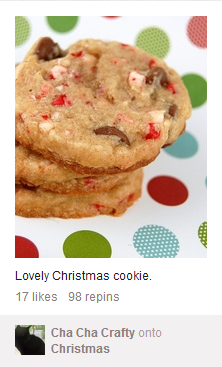 Lovely Christmas cookie.
17 likes 98 repins
Cha Cha Crafty onto
Christmas